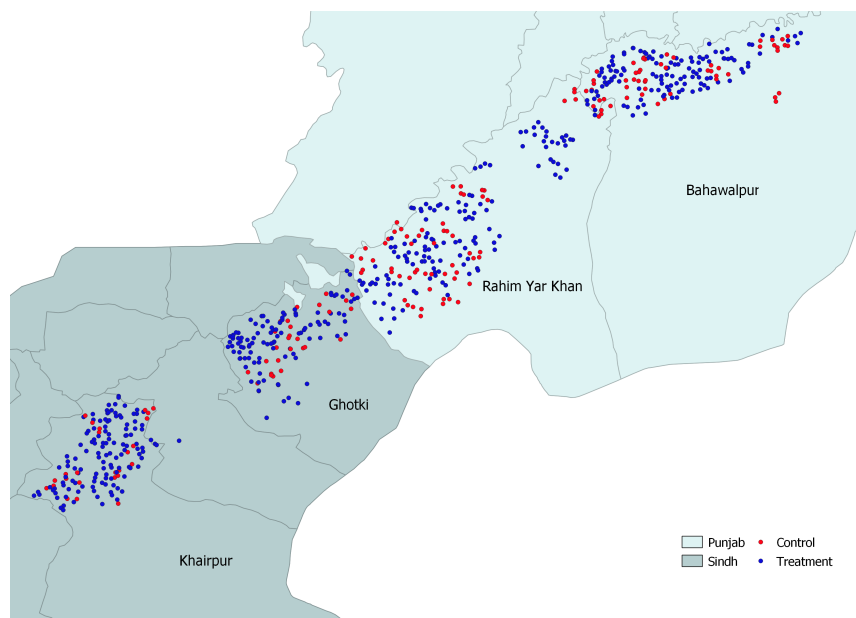 Bahawalpur
Rahim Yar Khan
Ghotki
Punjab Control
Sindh Treatment
Khairpur